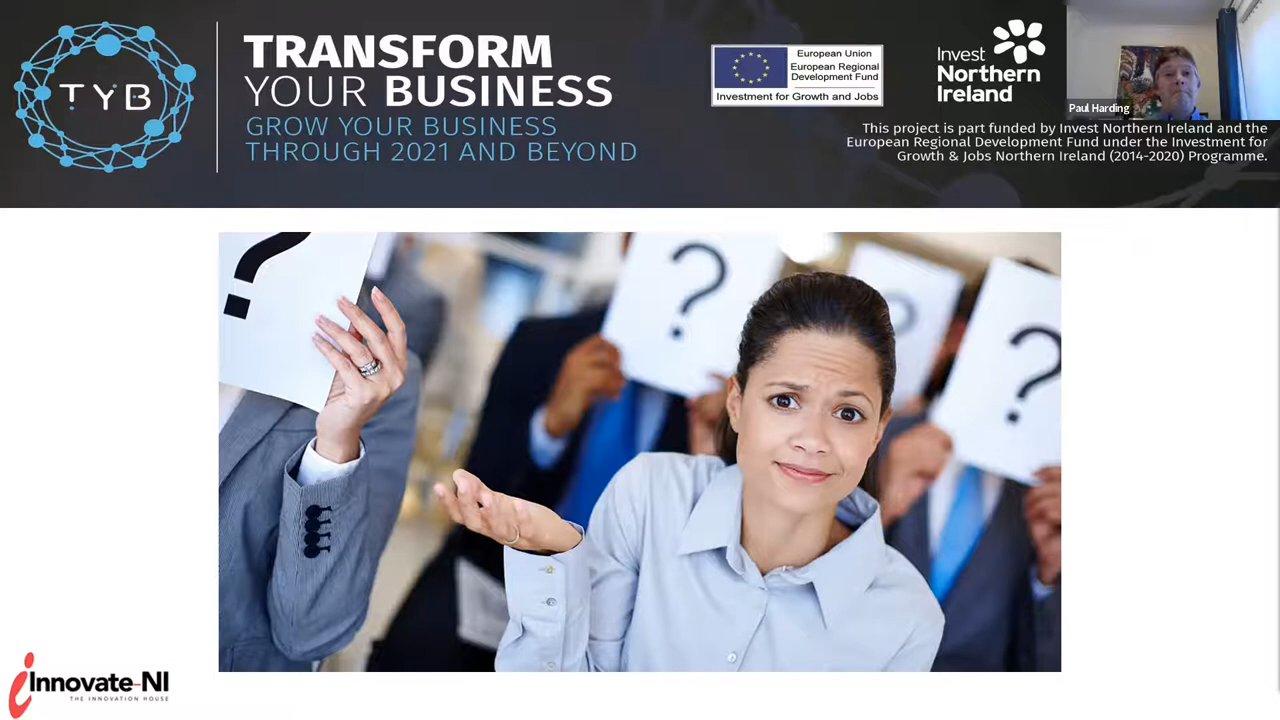 TYB
TRANSFORM
YOUR BUSINESS
GROW YOUR BUSINESS
THROUGH 2021 AND BEYOND
European Union
European Regional
Development Fund
Investment for Growth and Jobs
Invest
Northern
Ireland
Paul Harding
This project is part funded by Invest Northern Ireland and the
European Regional Development Fund under the Investment for
Growth & Jobs Northern Ireland (2014-2020) Programme.
?
?
?
?
innovate-NI
THE INNOVATION HOUSE